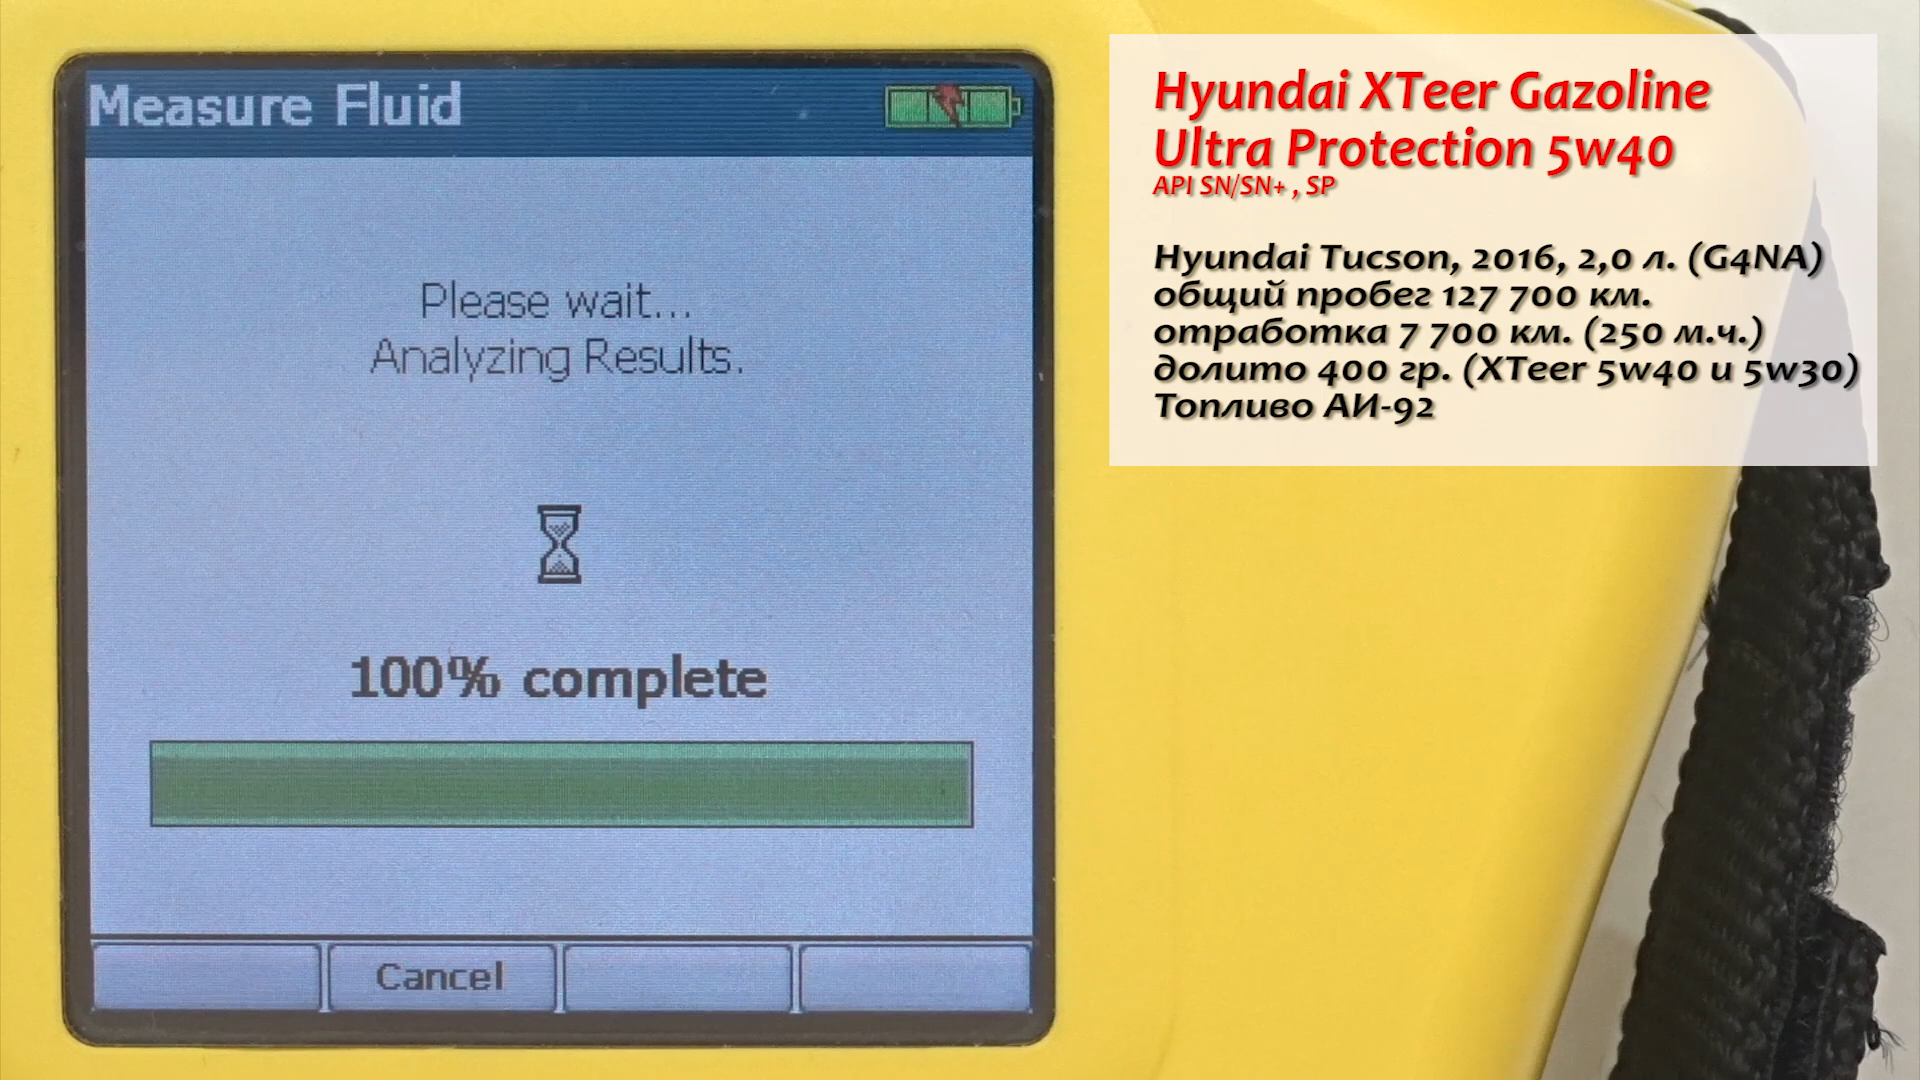 Measure Fluid
Please wait...
Analyzing Results.
100% complete
Cancel
Hyundai XTeer Gazoline
Ultra Protection 5w40
API SN/SN+ , SP
Hyundai Tucson, 2016, 2,0 л. (G4NA)
общий пробег 127 700 км.
отработка 7 700 км. (250 м.ч.)
долито 400 гр. (XTeer 5w40 и 5w30)
Топливо АИ-92